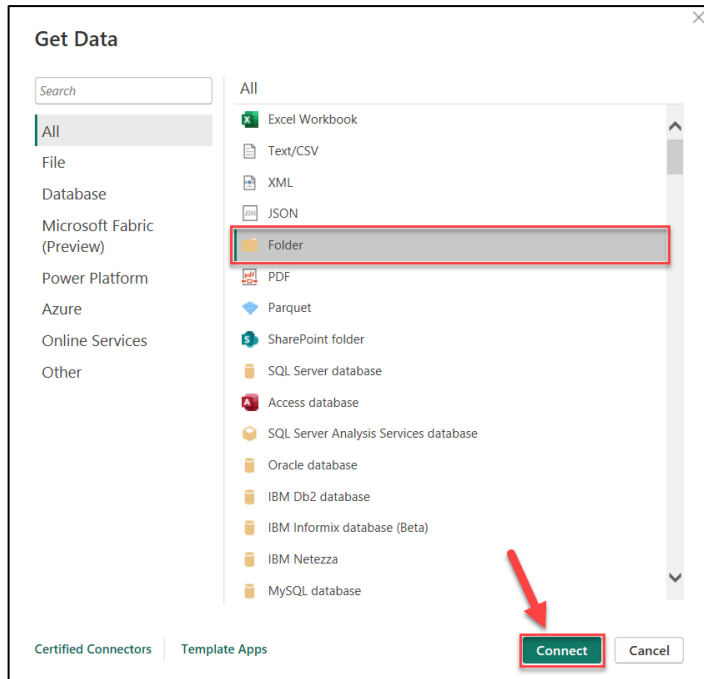 Get Data
Search
All
File
Database
Microsoft Fabric
(Preview)
Power Platform
Azure
Online Services
Other
All
Excel Workbook
Text/CSV
XML
JSON
Folder
PDF
Parquet
SharePoint folder
SQL Server database
Access database
SQL Server Analysis Services database
Oracle database
IBM Db2 database
IBM Informix database (Beta)
IBM Netezza
MySQL database
Certified Connectors
Template Apps
Connect
Cancel